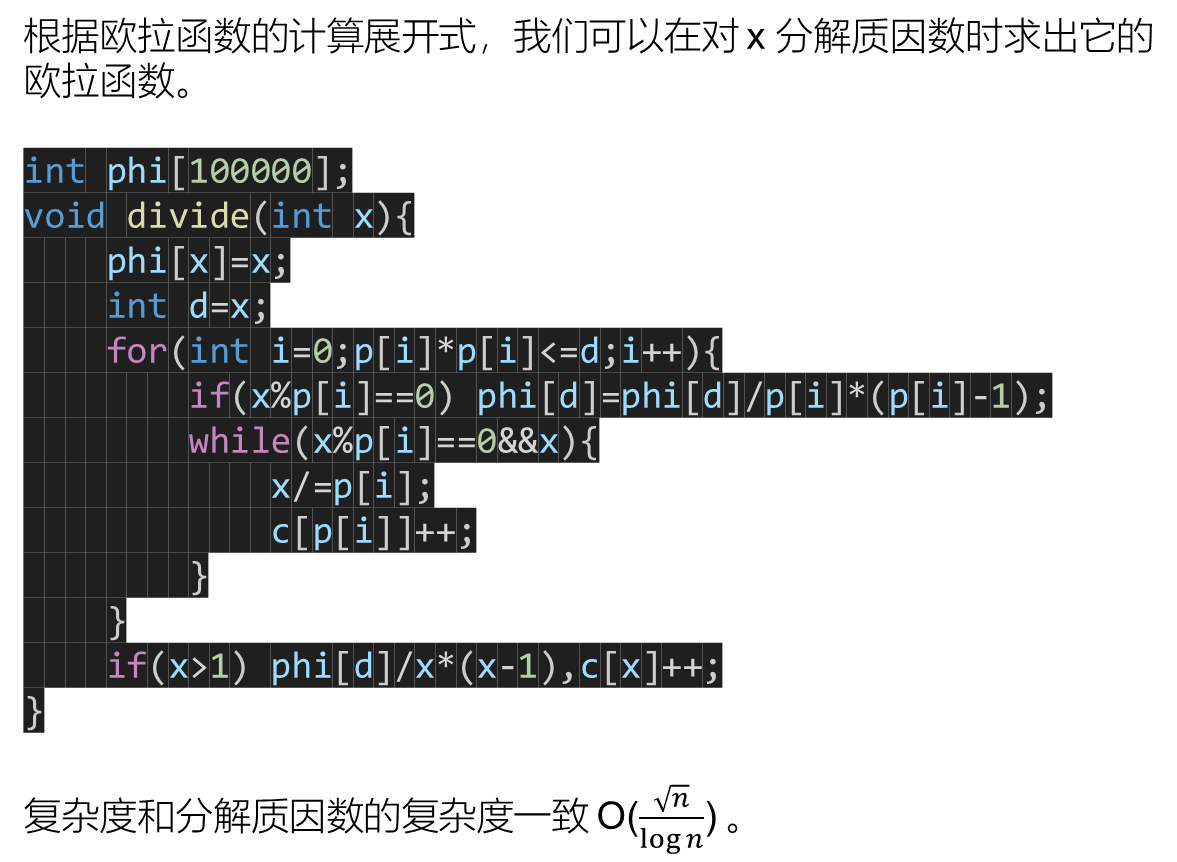 根据欧拉函数的计算展开式，我们可以在对 x 分解质因数时求出它的
欧拉函数。
int phi[100000];
void divide(int x){
    phi[x]=x;
    int d=x;
    for(int i=0;p[i]*p[i]<=d;i++){
        if(x%p[i]==0) phi[d]=phi[d]/p[i]*(p[i]-1);
        while(x%p[i]==0&&x){
            x/=p[i];
            c[p[i]]++;
        }
    }
    if(x>1) phi[d]/x*(x-1),c[x]++;
}
复杂度和分解质因数的复杂度一致 O(√n/log n) 。